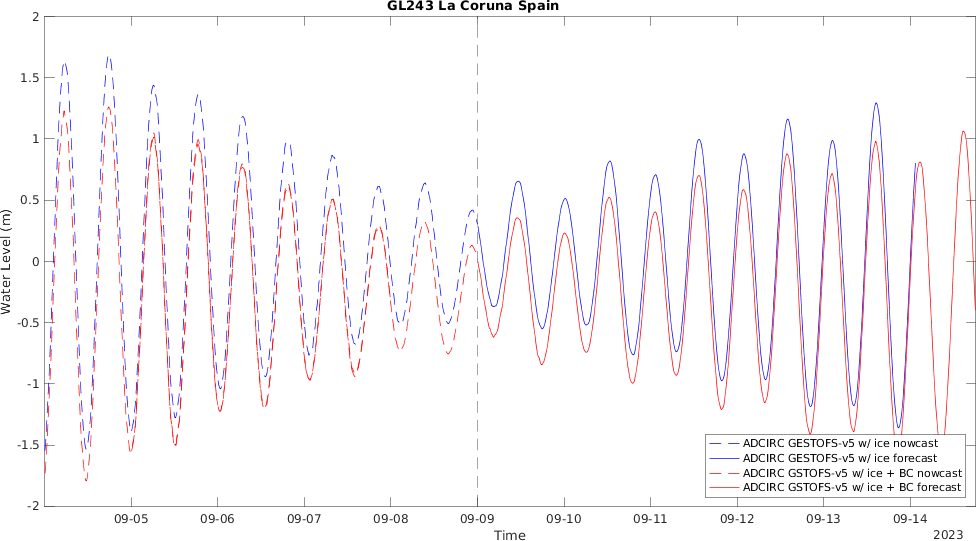 GL243 La Coruna Spain
2
1.5
1
0.5
0
-0.5
-1
-1.5
-2
Water Level (m)
09-05 09-06 09-07 09-08 09-09 09-10 09-11 09-12 09-13 09-14
Time
2023
ADCIRC GESTOFS-v5 w/ ice nowcast
ADCIRC GESTOFS-v5 w/ ice forecast
ADCIRC GSTOFS-v5 w/ ice + BC nowcast
ADCIRC GSTOFS-v5 w/ ice + BC forecast